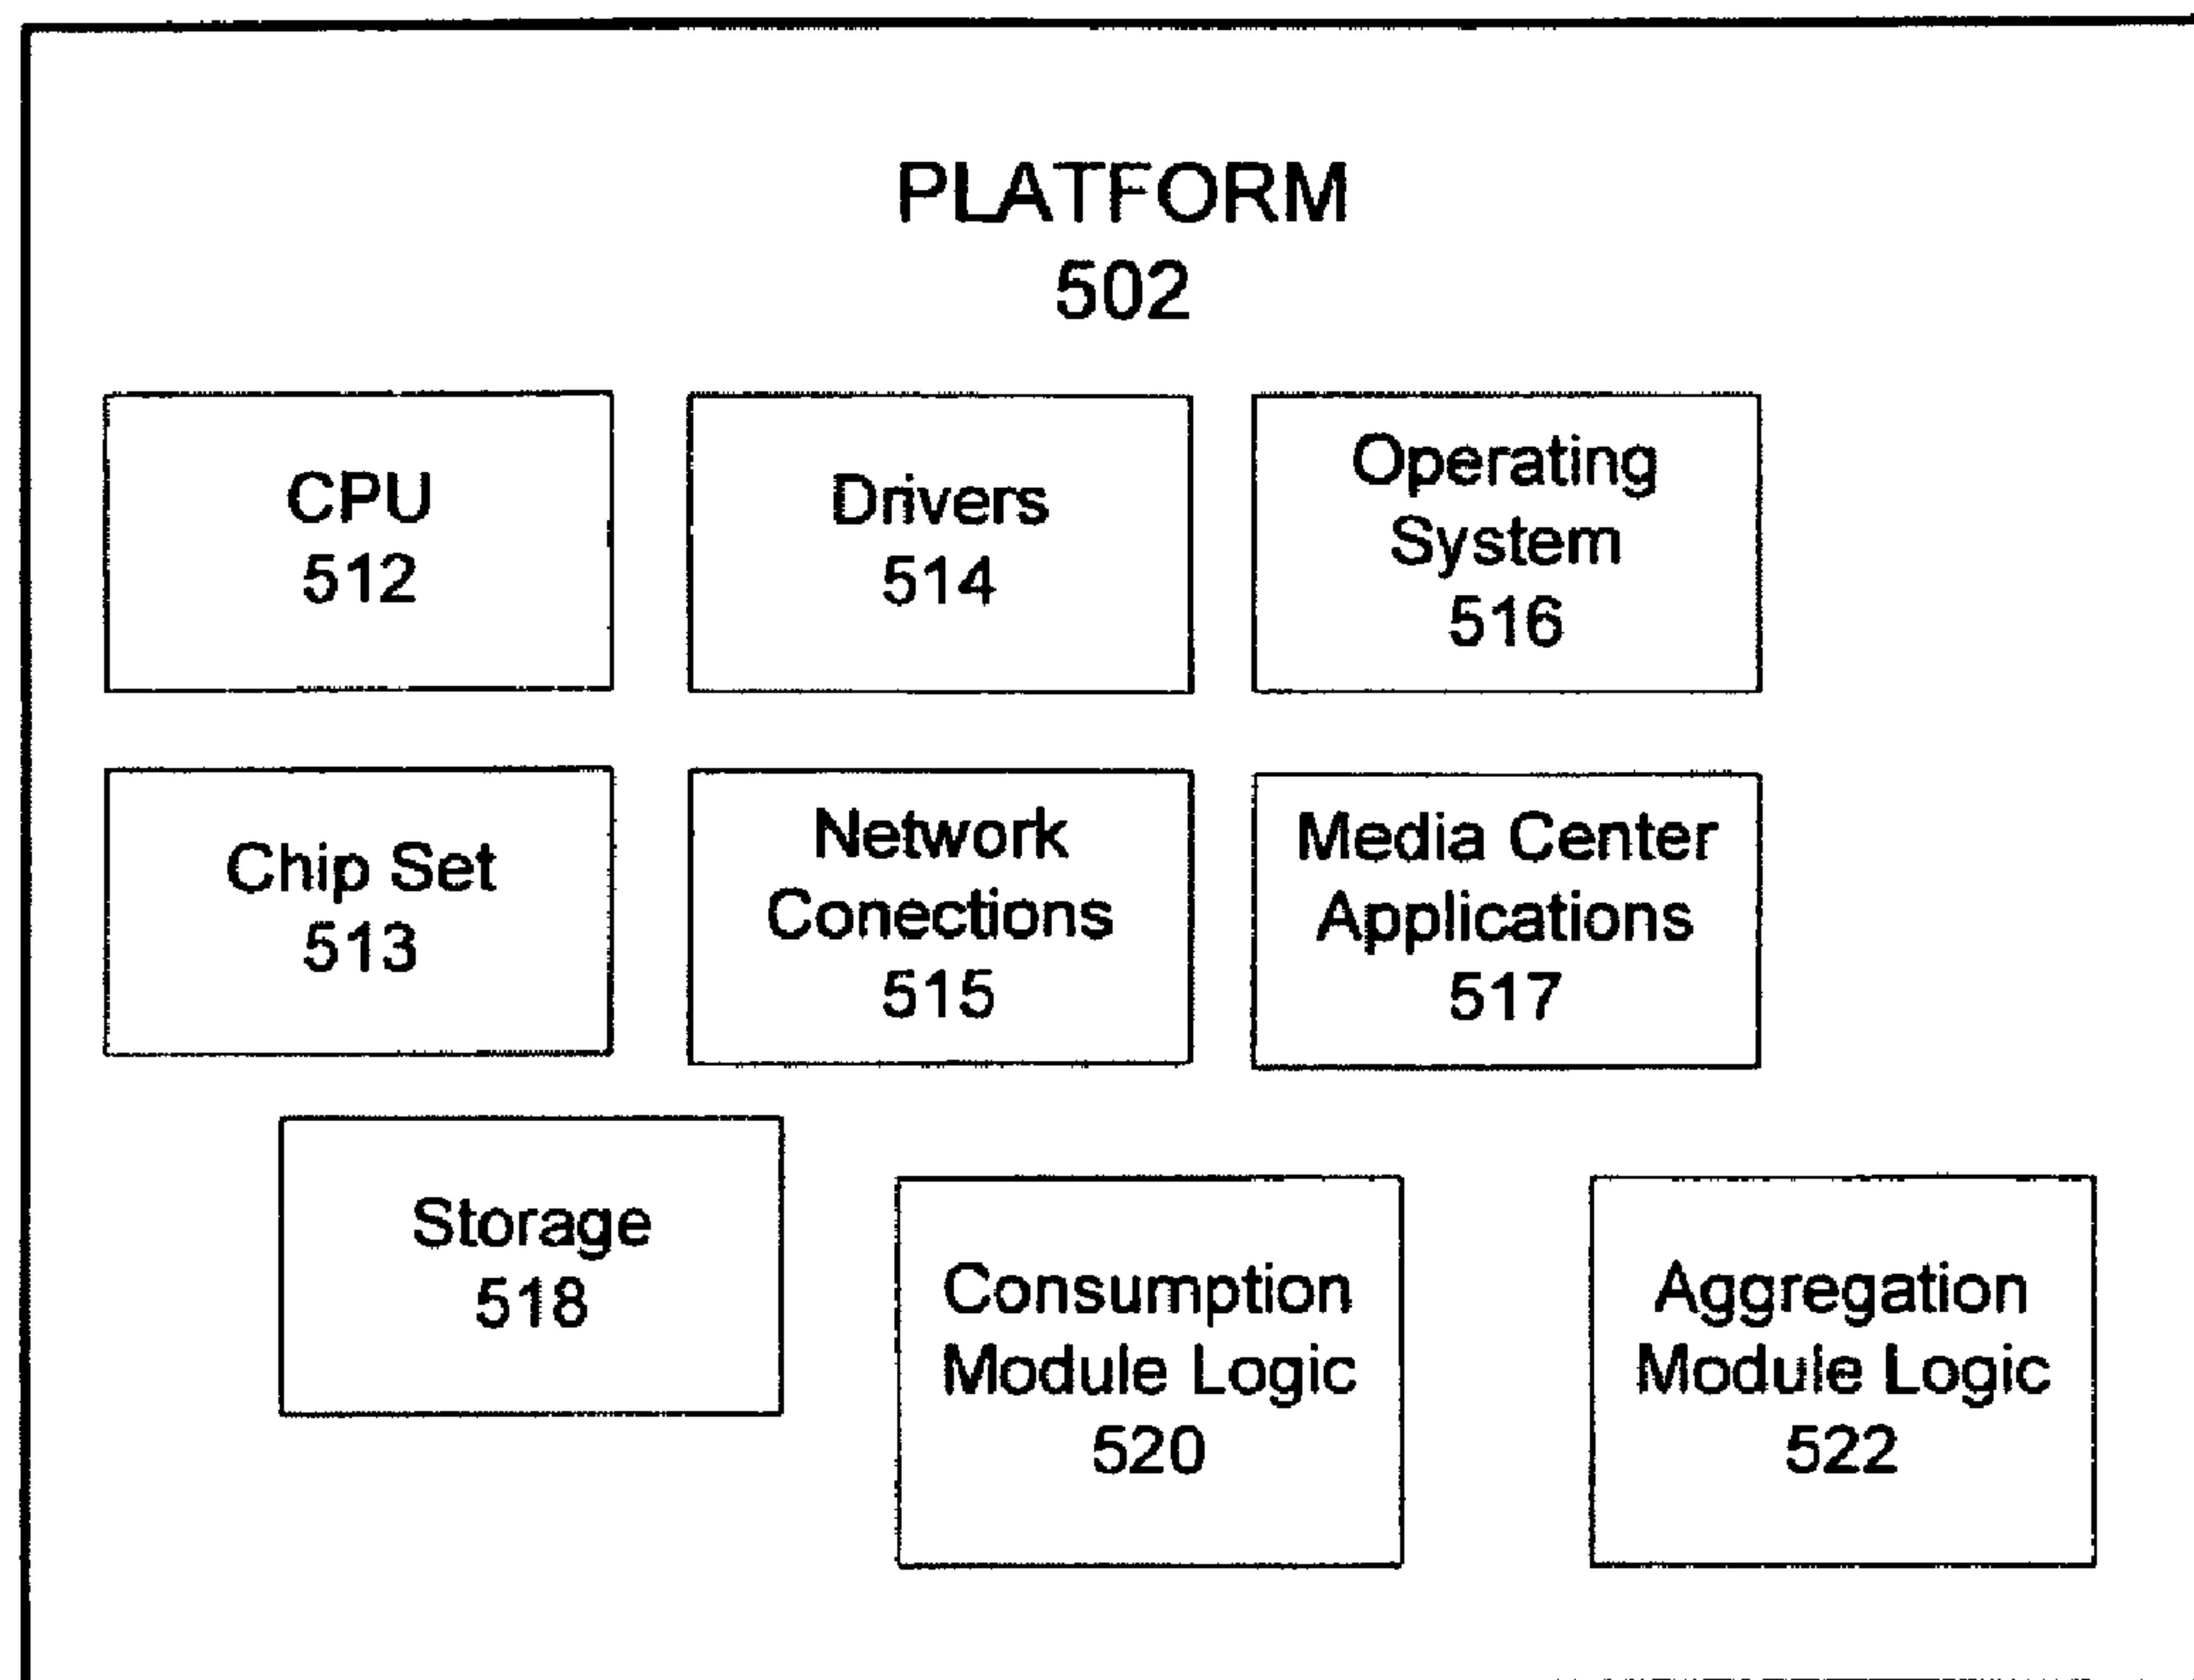 PLATFORM
502
CPU
512
Drivers
514
Operating
System
516
Chip Set
513
Network
Conections
515
Media Center
Applications
517
Storage
518
Consumption
Module Logic
520
Aggregation
Module Logic
522